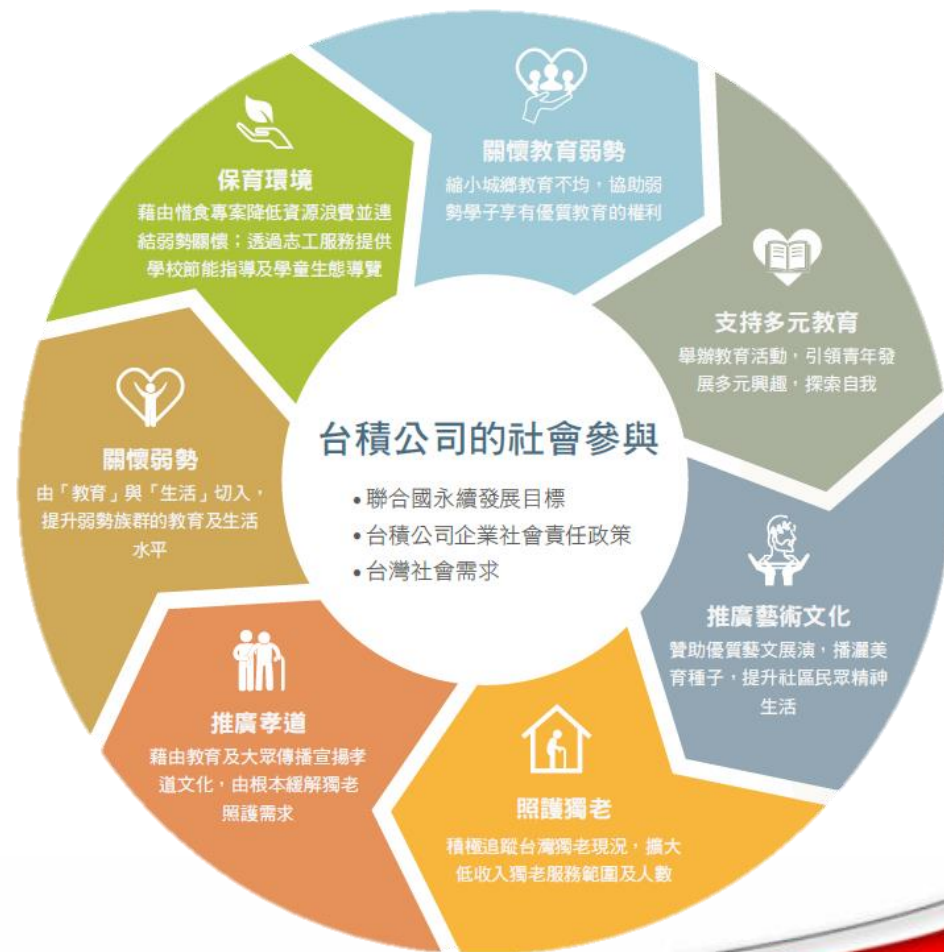 關懷教育弱勢
縮小城鄉教育不均，協助弱
勢學子享有優質教育的權利
支持多元教育
舉辦教育活動，引領青年發
展多元興趣，探索自我
推廣藝術文化
贊助優質藝文展演，播灑美
育種子，提升社區民眾精神
生活
照護獨老
積極追蹤台灣獨老現況，擴大
低收入獨老服務範圍及人數
推廣孝道
藉由教育及大眾傳播宣揚孝
道文化，由根本緩解獨老
照護需求
關懷弱勢
由「教育」與「生活」切入，
提升弱勢族群的教育及生活
水平
保育環境
藉由惜食專案降低資源浪費並連
結弱勢關懷；透過志工服務提供
學校節能指導及學童生態導覽
台積公司的社會參與
•聯合國永續發展目標
•台積公司企業社會責任政策
•台灣社會需求